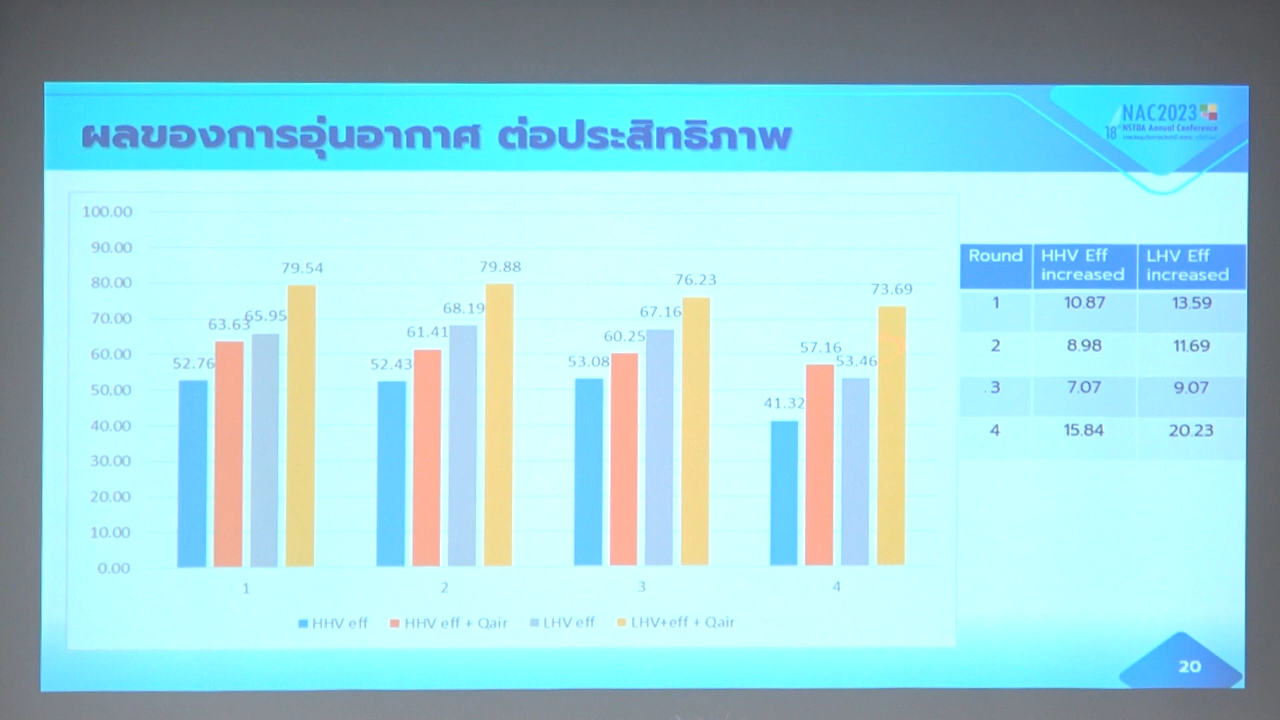 ผลของการอุ่นอากาศ ต่อประสิทธิภาพ
18
NAC2023
NSTDA Annual Conference
100.00
90.00
80.00
70.00
60.00
50.00
40.00
30.00
20.00
10.00
0.00
52.76
63.63
65.95
79.54
52.43
61.41
68.19
79.88
53.08
60.25
67.16
76.23
41.32
57.16
53.46
73.69
1
2
3
4
HHV eff
HHV eff + Qair
LHV eff
LHV+eff + Qair
Round HHV Eff increased LHV Eff increased
1 10.87 13.59
2 8.98 11.69
3 7.07 9.07
4 15.84 20.23
20